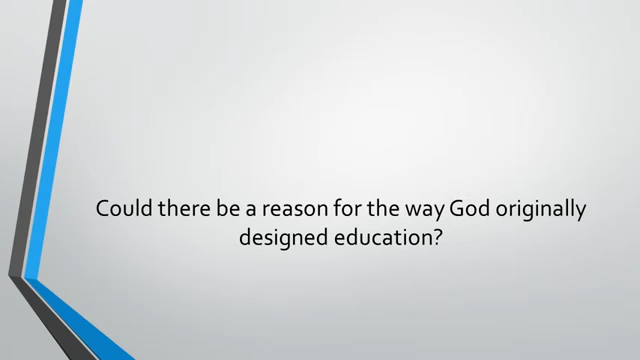 Could there be a reason for the way God originally
designed education?